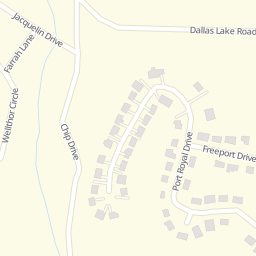 Jacquelin Drive
Dallas Lake Road
Farrah Lane
Wellthor Circle
Chip Drive
Port Royal Drive
Freeport Drive